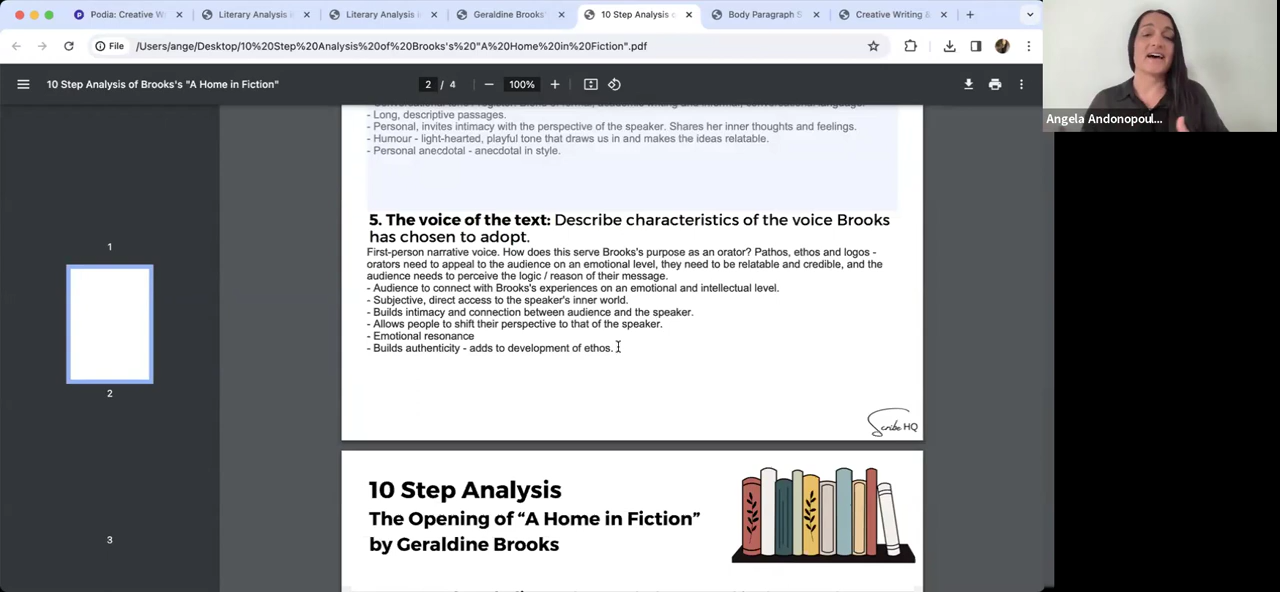 Podia: Creative W
Literary Analysis i
Literary Analysis i
Geraldine Brooks'
10 Step Analysis o
Body Paragraph S
Creative Writing &
File
/Users/ange/Desktop/10%20Step%20Analysis%20of%20Brooks's%20"A%20Home%20in%20Fiction".pdf
10 Step Analysis of Brooks's "A Home in Fiction"
2 / 4
100%
Angela Andonopoul...
- Long, descriptive passages.
- Personal, invites intimacy with the perspective of the speaker. Shares her inner thoughts and feelings.
- Humour - light-hearted, playful tone that draws us in and makes the ideas relatable.
- Personal anecdotal - anecdotal in style.
5. The voice of the text: Describe characteristics of the voice Brooks
has chosen to adopt.
First-person narrative voice. How does this serve Brooks's purpose as an orator? Pathos, ethos and logos -
orators need to appeal to the audience on an emotional level, they need to be relatable and credible, and the
audience needs to perceive the logic / reason of their message.
- Audience to connect with Brooks's experiences on an emotional and intellectual level.
- Subjective, direct access to the speaker's inner world.
- Builds intimacy and connection between audience and the speaker.
- Allows people to shift their perspective to that of the speaker.
- Emotional resonance
- Builds authenticity - adds to development of ethos.
Scribe HQ
10 Step Analysis
The Opening of “A Home in Fiction”
by Geraldine Brooks
1
2
3